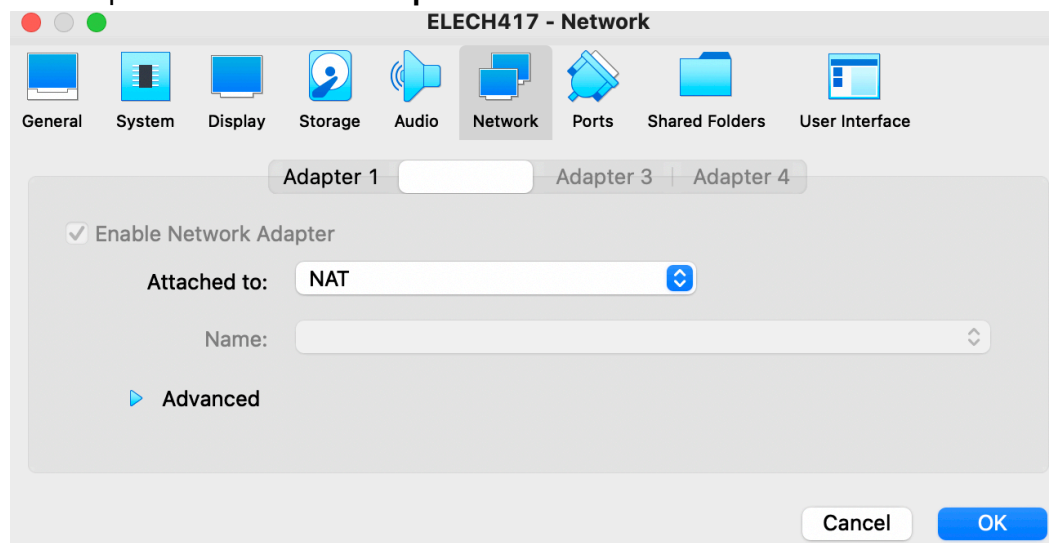 ELECH417 - Network
General System Display Storage Audio Network Ports Shared Folders User Interface
Adapter 1 Adapter 3 Adapter 4
Enable Network Adapter
Attached to: NAT
Name:
Advanced
Cancel OK